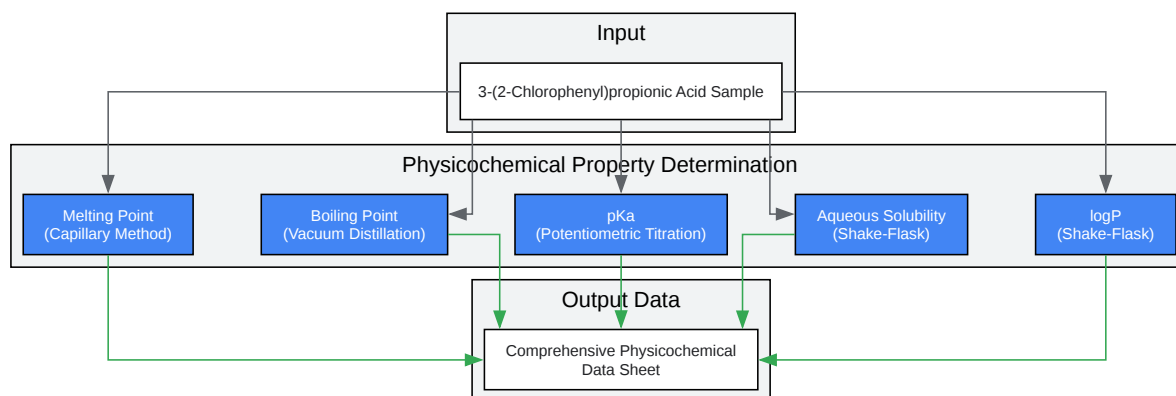 Input
3-(2-Chlorophenyl)propionic Acid Sample
Physicochemical Property Determination
Melting Point
(Capillary Method)
Boiling Point
(Vacuum Distillation)
pKa
(Potentiometric Titration)
Aqueous Solubility
(Shake-Flask)
logP
(Shake-Flask)
Output Data
Comprehensive Physicochemical
Data Sheet